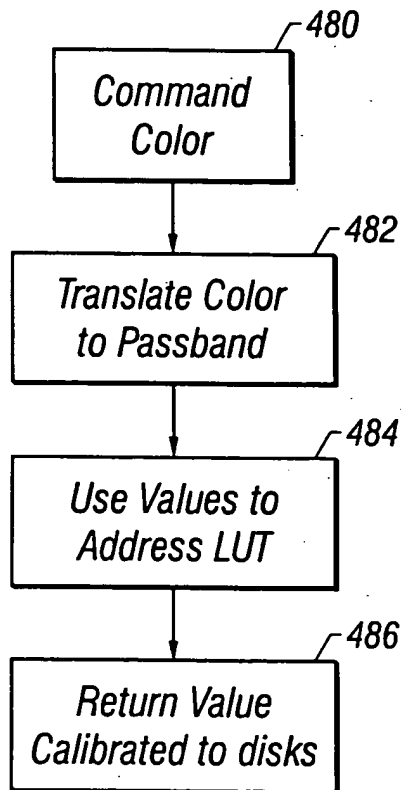 480
Command
Color
482
Translate Color
to Passband
484
Use Values to
Address LUT
486
Return Value
Calibrated to disks